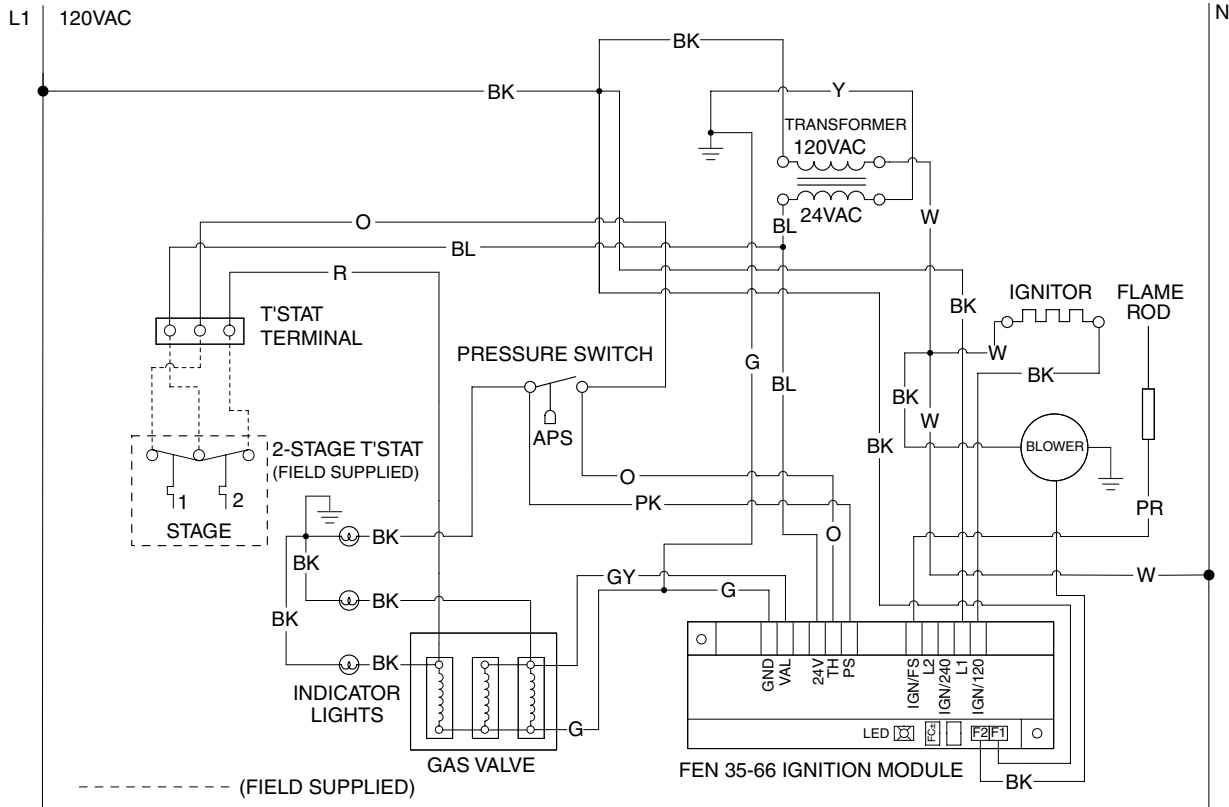 L1 120VAC
N
BK
BK
Y
TRANSFORMER
120VAC
24VAC
BL
W
O
BL
R
T'STAT
TERMINAL
BK
IGNITOR
FLAME
ROD
PRESSURE SWITCH
G
W
BL
BK
BK
W
APS
BK
BLOWER
2-STAGE T'STAT
(FIELD SUPPLIED)
1 2
STAGE
O
PK
PR
BK
O
BK
GY
W
BK
G
BK
BK
INDICATOR
LIGHTS
G
GAS VALVE
GND
VAL
24V
TH
PS
IGN/FS
L2
IGN/240
L1
IGN/120
LED
FC±
F2 F1
FEN 35-66 IGNITION MODULE
BK
(FIELD SUPPLIED)